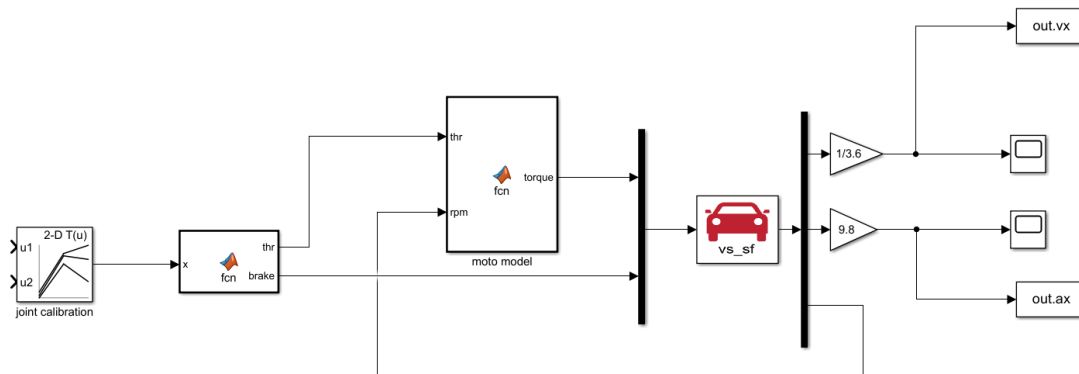 out.vx
thr
1/3.6
torque
fcn
rpm
2-D T(u)
u1
u2
joint calibration
x
fcn
thr
brake
moto model
vs_sf
9.8
out.ax